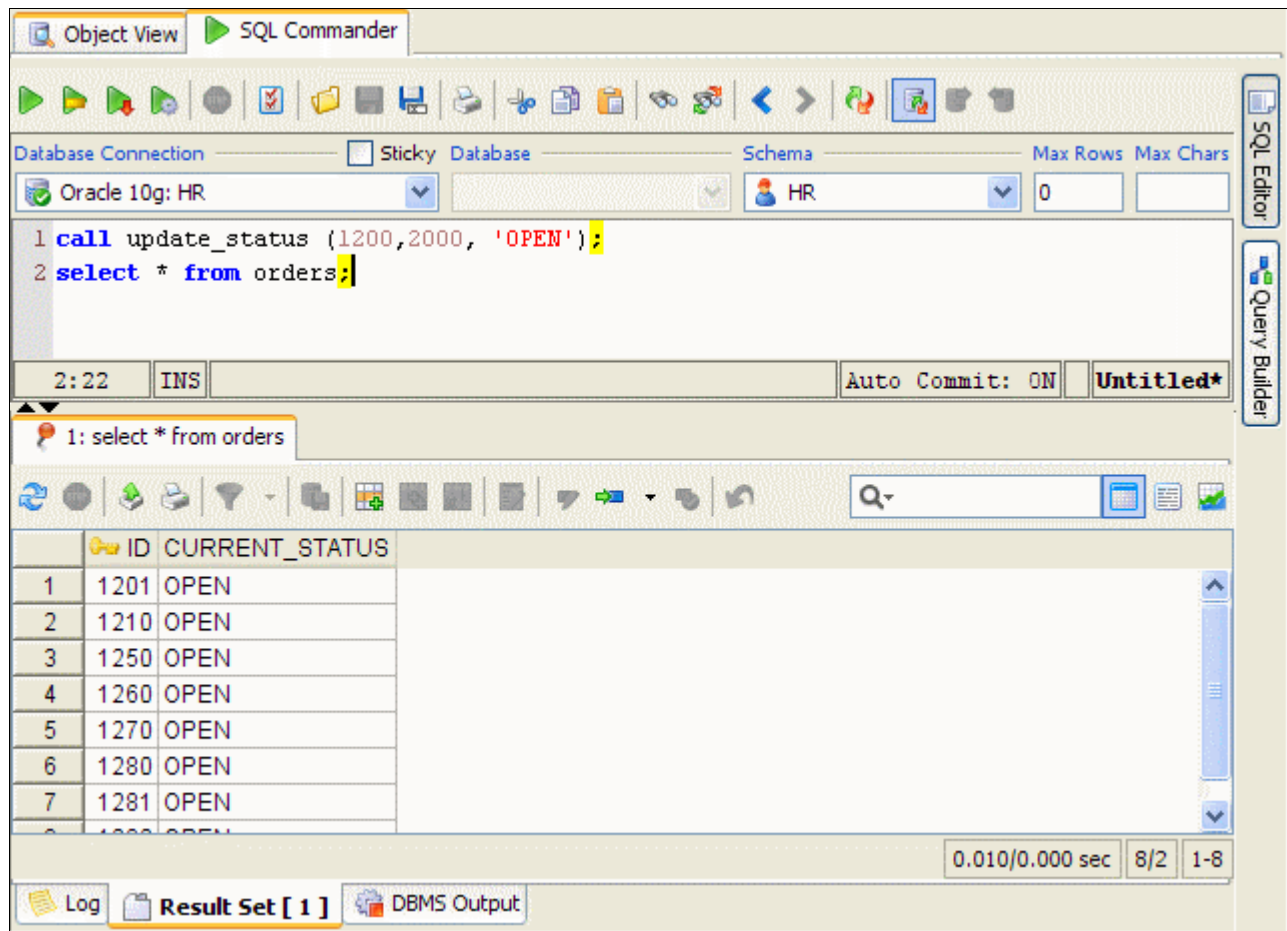 Object View SQL Commander
Database Connection Sticky Database Schema Max Rows Max Chars
Oracle 10g: HR HR 0
1 call update_status (1200,2000, 'OPEN');
2 select * from orders;
2:22 INS Auto Commit: ON Untitled*
SQL Editor
Query Builder
1: select * from orders
ID CURRENT_STATUS
1 1201 OPEN
2 1210 OPEN
3 1250 OPEN
4 1260 OPEN
5 1270 OPEN
6 1280 OPEN
7 1281 OPEN
0.010/0.000 sec 8/2 1-8
Log Result Set [ 1 ] DBMS Output